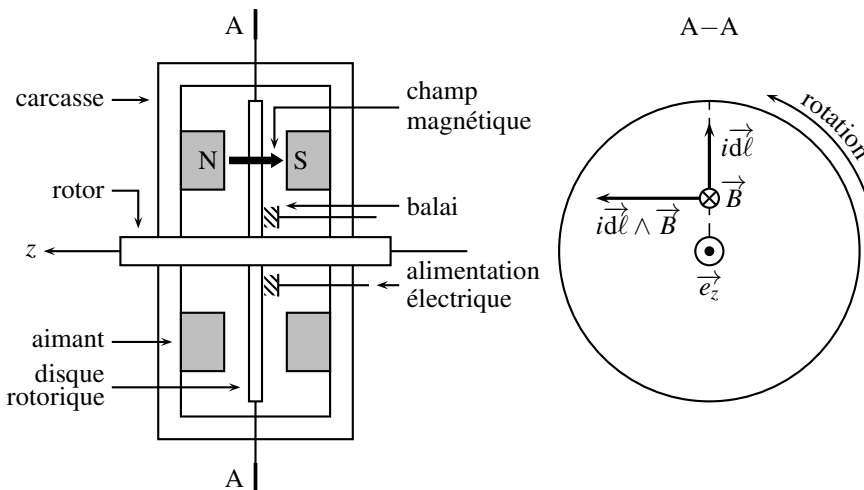 A
A−A
carcasse
champ
magnétique
rotation
N
S
idℓ
rotor
balai
B
idℓ ∧ B
z
e_z
alimentation
électrique
aimant
disque
rotorique
A